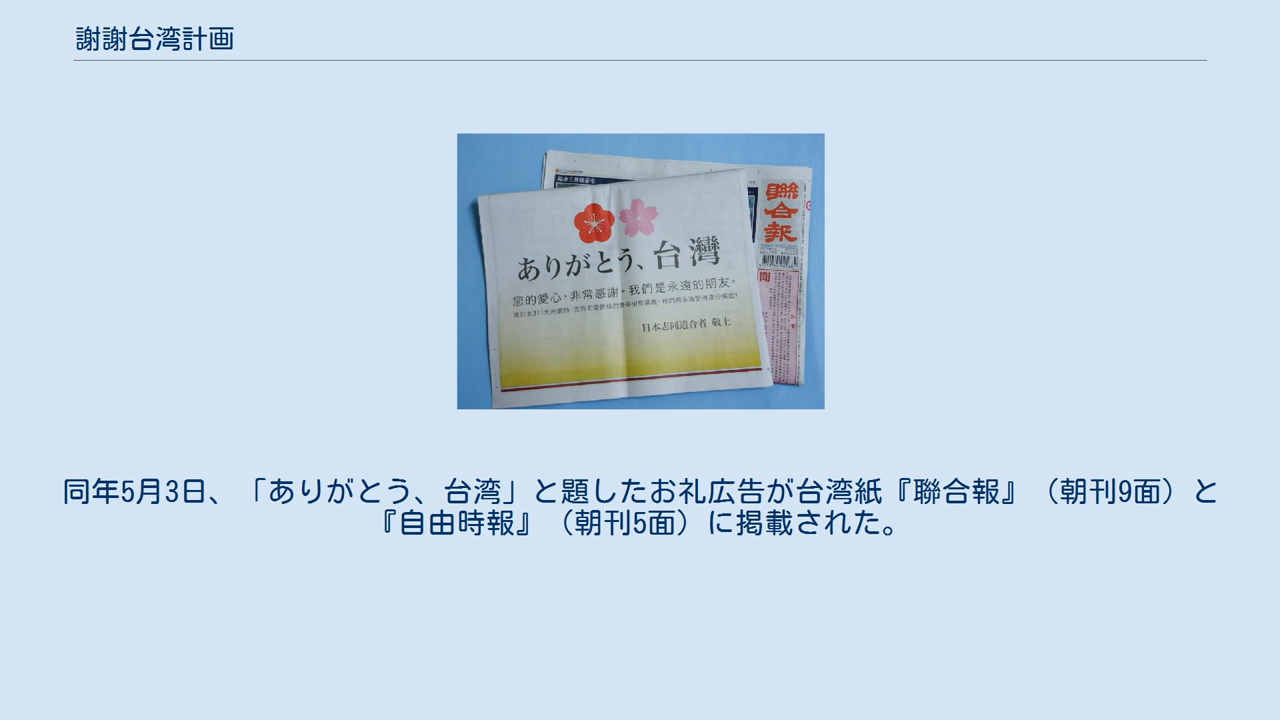 謝謝台湾計画
聯合報
ありがとう、台灣
您的愛心，非常感謝。我們是永遠的朋友。
日本志同道合者 敬上
同年5月3日、「ありがとう、台湾」と題したお礼広告が台湾紙『聯合報』（朝刊9面）と
『自由時報』（朝刊5面）に掲載された。